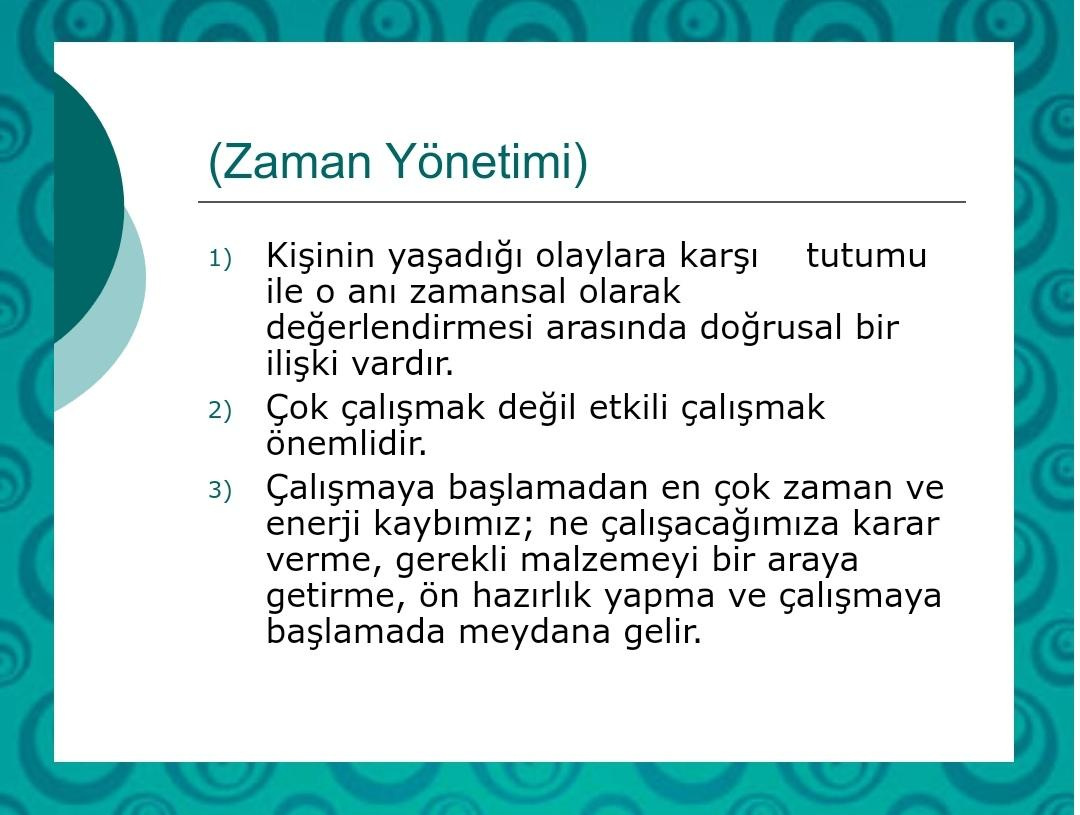 (Zaman Yönetimi)
1) Kişinin yaşadığı olaylara karşı tutumu
ile o anı zamansal olarak
değerlendirmesi arasında doğrusal bir
ilişki vardır.
2) Çok çalışmak değil etkili çalışmak
önemlidir.
3) Çalışmaya başlamadan en çok zaman ve
enerji kaybımız; ne çalışacağımıza karar
verme, gerekli malzemeyi bir araya
getirme, ön hazırlık yapma ve çalışmaya
başlamada meydana gelir.